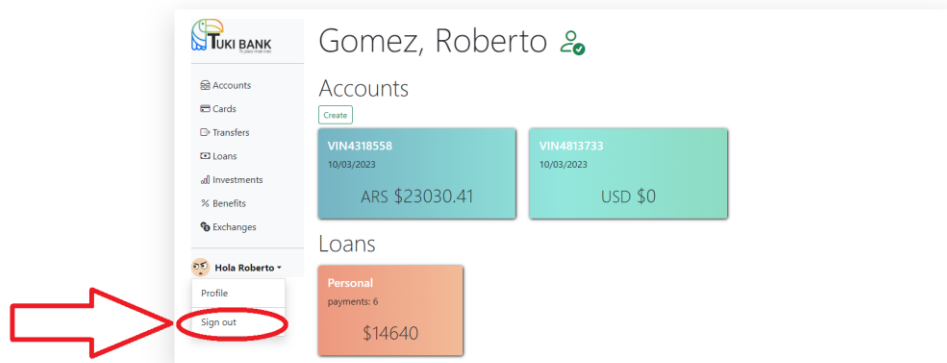 TUKI BANK
Accounts
Cards
Transfers
Loans
Investments
Benefits
Exchanges
Hola Roberto
Profile
Sign out
Gomez, Roberto
Accounts
Create
VIN4318558
10/03/2023
ARS $23030.41
VIN4813733
10/03/2023
USD $0
Loans
Personal
payments: 6
$14640